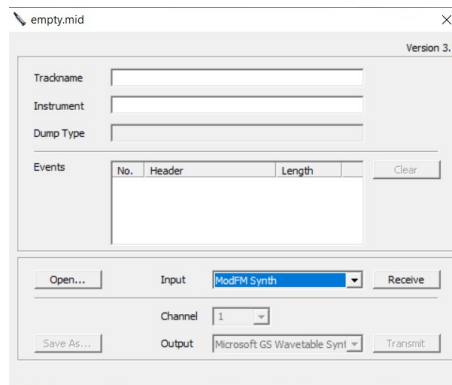 empty.mid
Version 3.
Trackname
Instrument
Dump Type
Events No. Header Length Clear
Open... Input ModFM Synth Receive
Channel 1
Save As... Output Microsoft GS Wavetable Synt Transmit